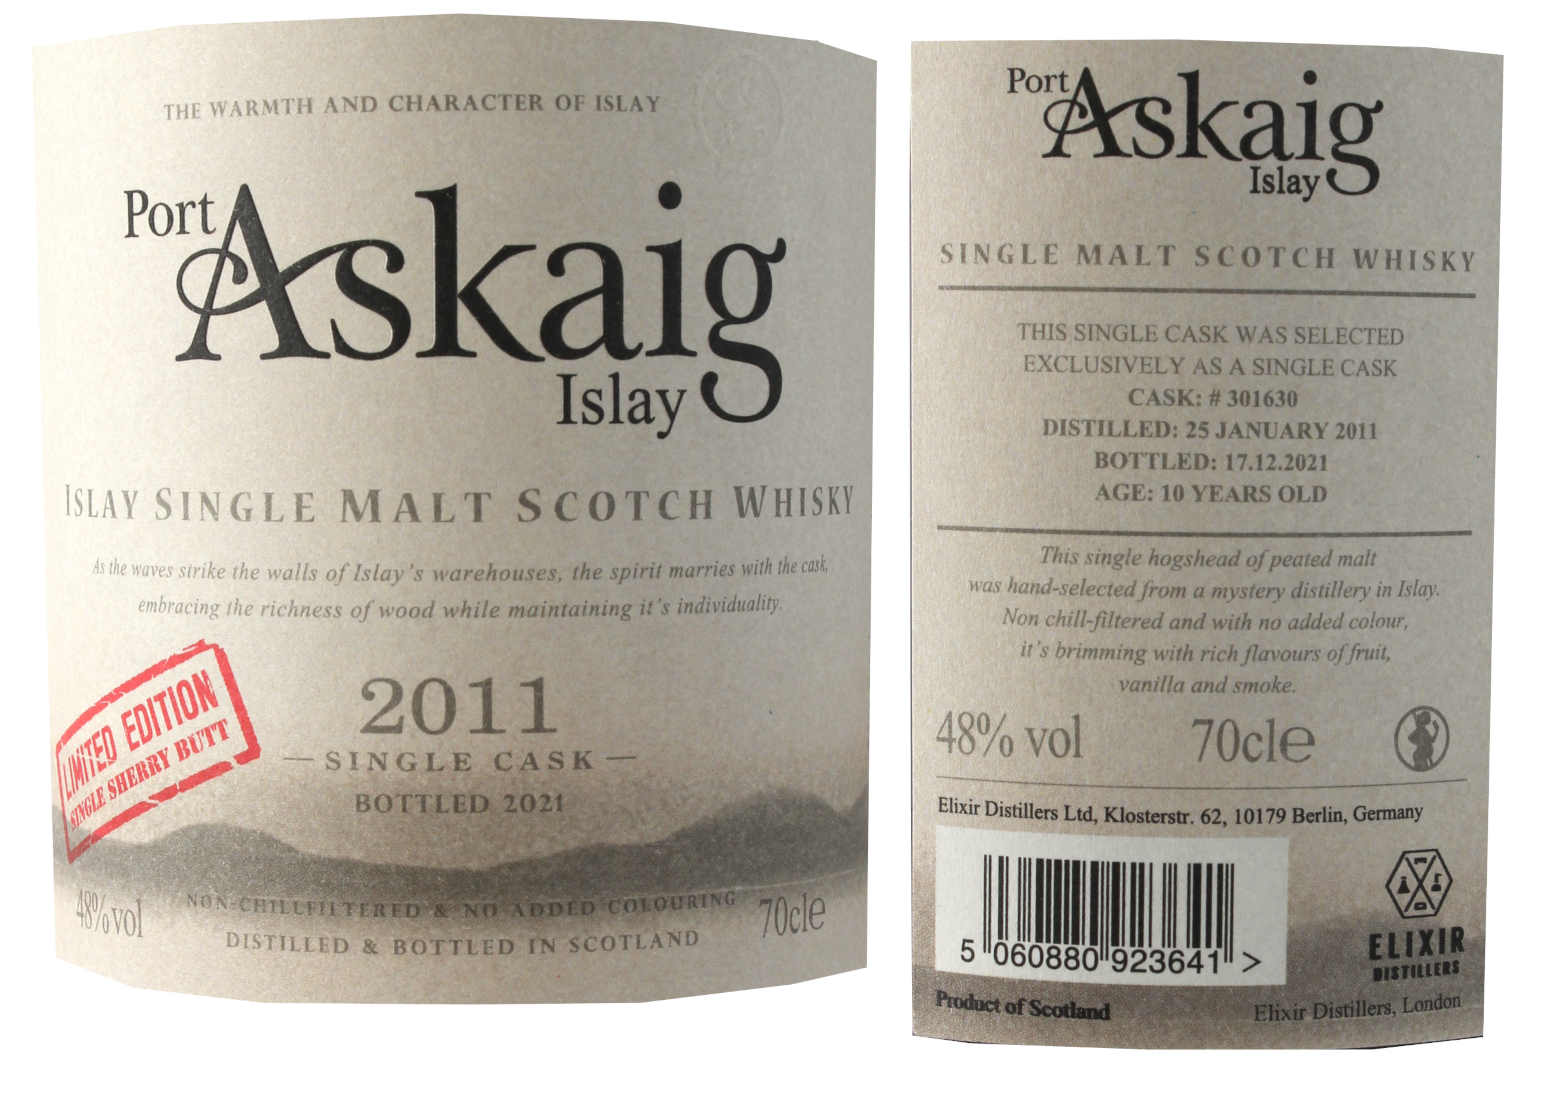 THE WARMTH AND CHARACTER OF ISLAY
Port
Askaig
Islay
ISLAY SINGLE MALT SCOTCH WHISKY
As the waves strike the walls of Islay's warehouses, the spirit marries with the cask,
embracing the richness of wood while maintaining it's individuality.
LIMITED EDITION
SINGLE SHERRY BUTT
2011
— SINGLE CASK —
BOTTLED 2021
48%vol
NON-CHILLFILTERED & NO ADDED COLOURING
70cle
DISTILLED & BOTTLED IN SCOTLAND
Port
Askaig
Islay
SINGLE MALT SCOTCH WHISKY
THIS SINGLE CASK WAS SELECTED
EXCLUSIVELY AS A SINGLE CASK
CASK: # 301630
DISTILLED: 25 JANUARY 2011
BOTTLED: 17.12.2021
AGE: 10 YEARS OLD
This single hogshead of peated malt
was hand-selected from a mystery distillery in Islay.
Non chill-filtered and with no added colour,
it's brimming with rich flavours of fruit,
vanilla and smoke.
48% vol 70cle
Elixir Distillers Ltd, Klosterstr. 62, 10179 Berlin, Germany
5 060880 923641 >
ELIXIR
DISTILLERS
Product of Scotland
Elixir Distillers, London